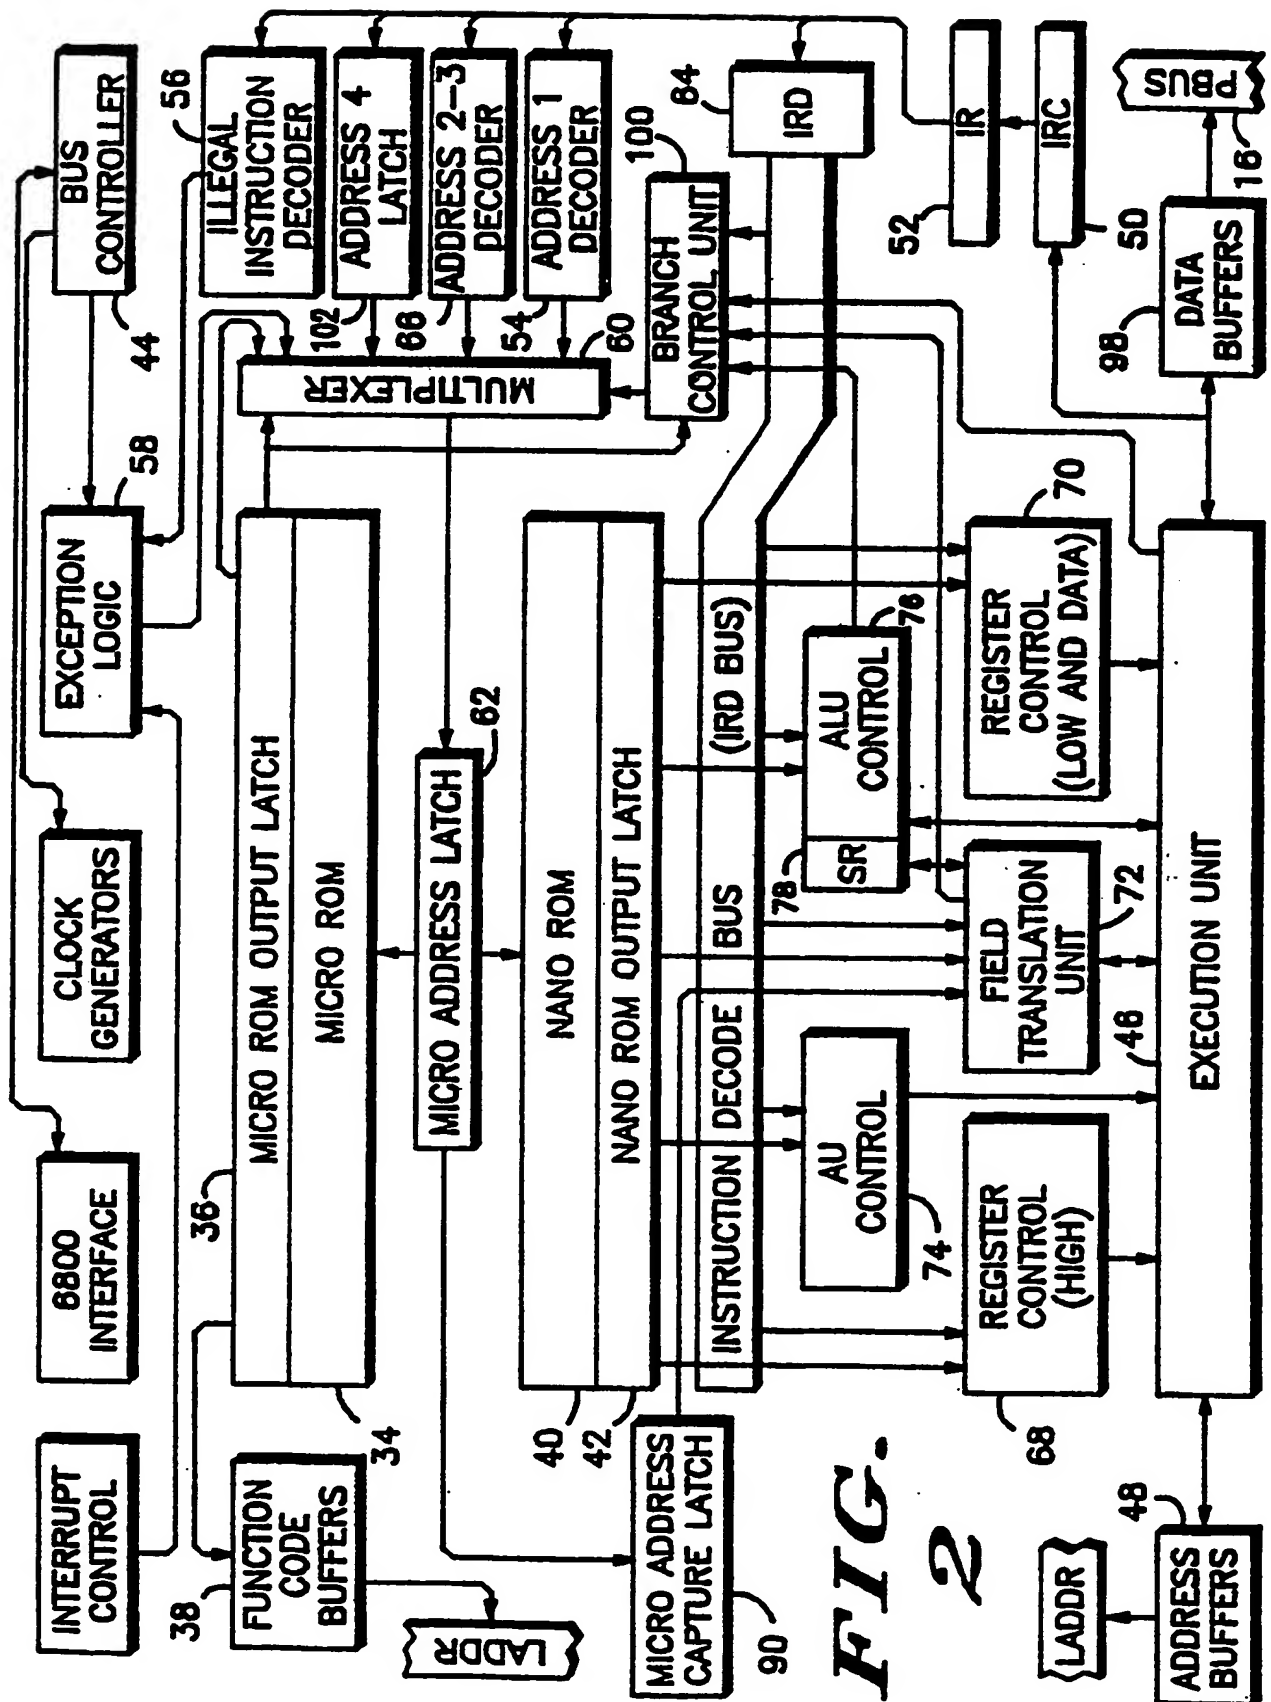 INTERRUPT
CONTROL
6800
INTERFACE
CLOCK
GENERATORS
EXCEPTION
LOGIC
58
BUS
CONTROLLER
44
38
FUNCTION
CODE
BUFFERS
LADDR
36
MICRO ROM OUTPUT LATCH
MICRO ROM
34
ILLEGAL
INSTRUCTION
DECODER
56
ADDRESS 4
LATCH
102
ADDRESS 2-3
DECODER
66
ADDRESS 1
DECODER
54
MULTIPLEXER
60
MICRO ADDRESS LATCH
62
MICRO ADDRESS
CAPTURE LATCH
90
NANO ROM
40
NANO ROM OUTPUT LATCH
42
BRANCH
CONTROL UNIT
100
INSTRUCTION DECODE BUS (IRD BUS)
IRD
64
AU
CONTROL
74
78
SR
ALU
CONTROL
76
REGISTER
CONTROL
(HIGH)
68
FIELD
TRANSLATION
UNIT
72
REGISTER
CONTROL
(LOW AND DATA)
70
52
IR
IRC
50
LADDR
ADDRESS
BUFFERS
48
46
EXECUTION UNIT
98
DATA
BUFFERS
16
P BUS
FIG.
2